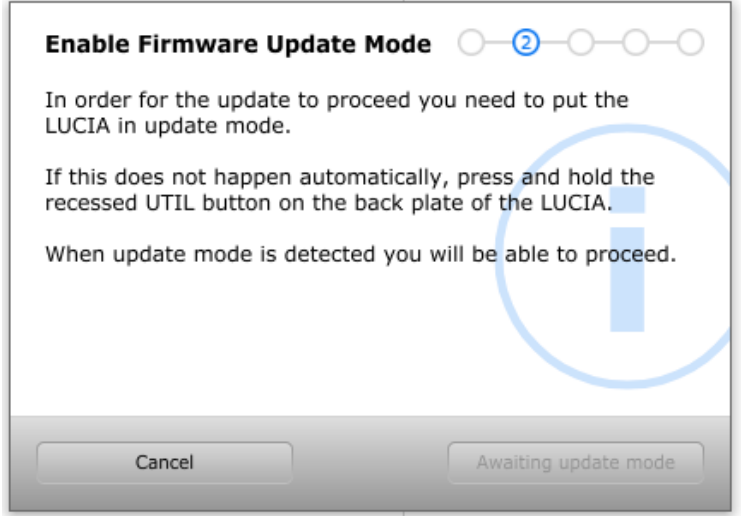 Enable Firmware Update Mode
2
In order for the update to proceed you need to put the
LUCIA in update mode.
If this does not happen automatically, press and hold the
recessed UTIL button on the back plate of the LUCIA.
When update mode is detected you will be able to proceed.
Cancel
Awaiting update mode